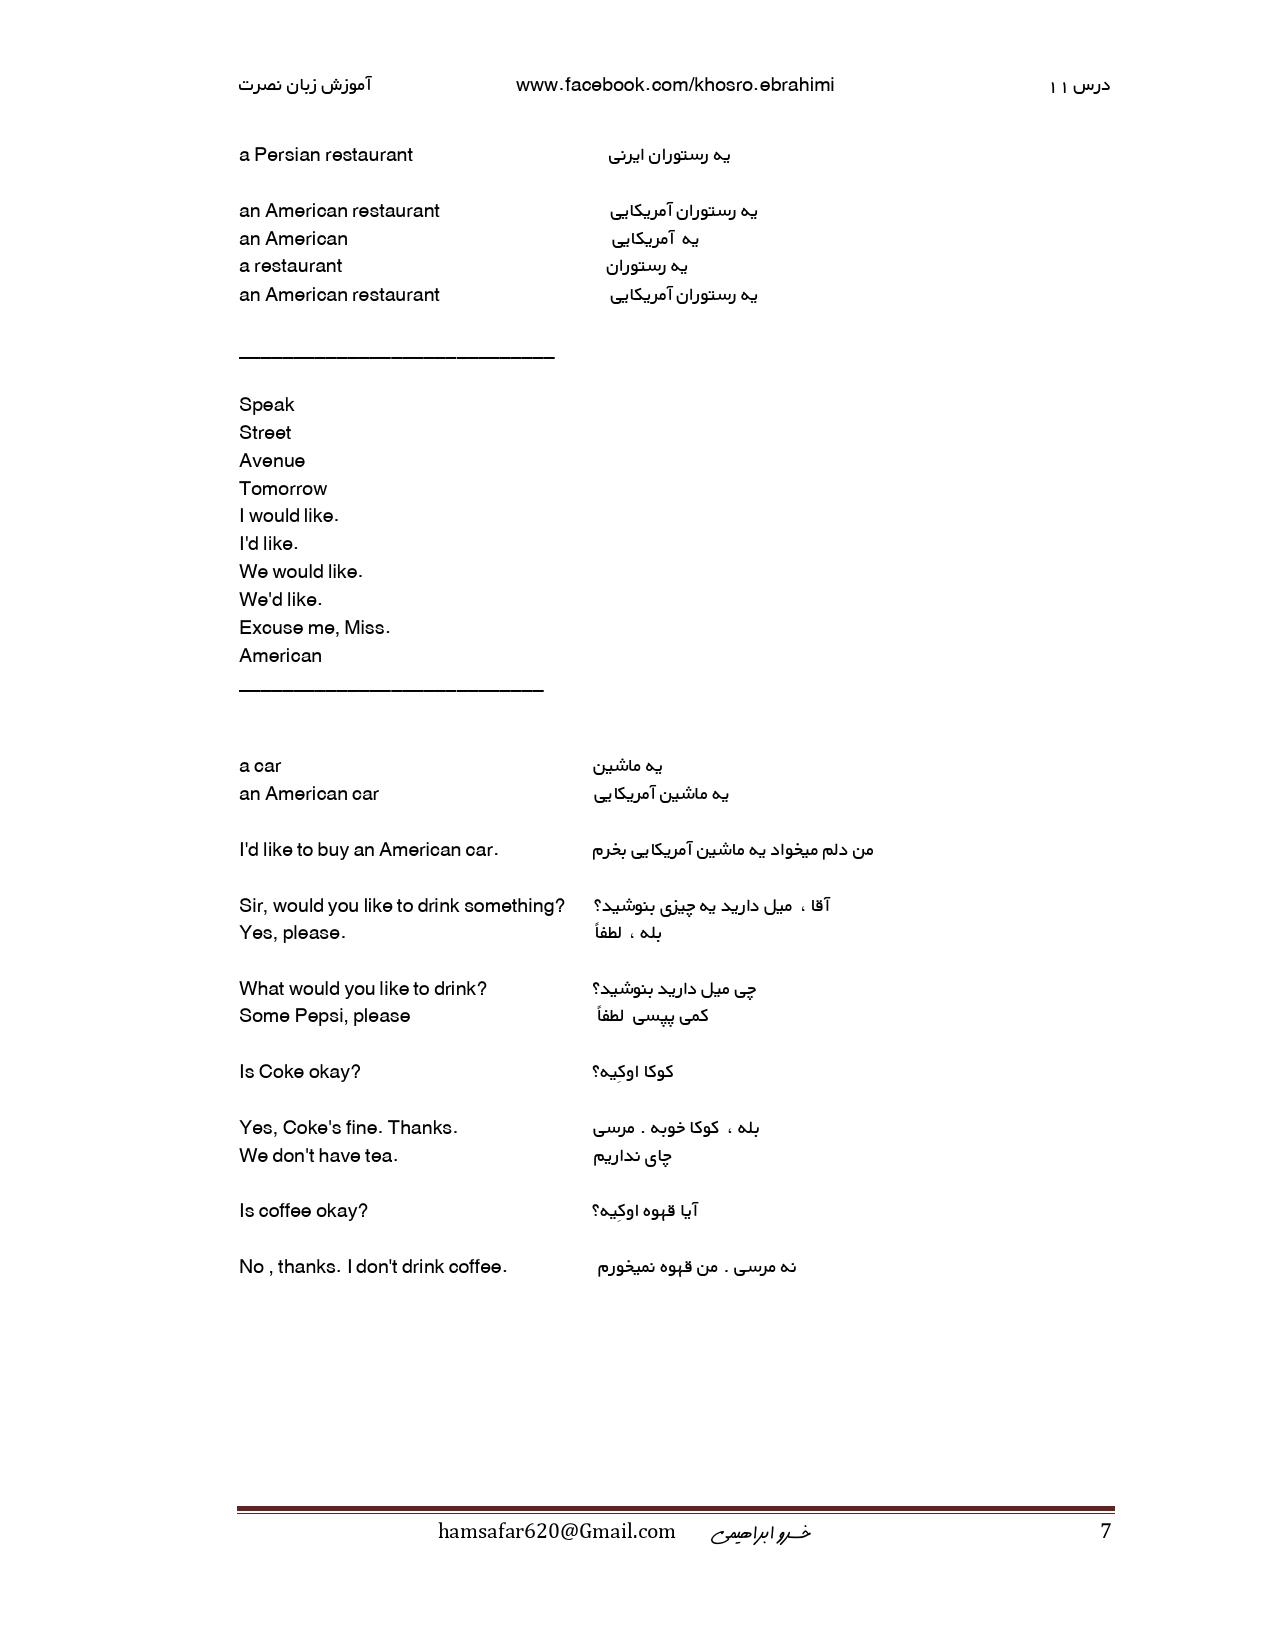 آموزش زبان نصرت www.facebook.com/khosro.ebrahimi درس ۱۱
a Persian restaurant یه رستوران ایرنی
an American restaurant یه رستوران آمریکایی
an American یه آمریکایی
a restaurant یه رستوران
an American restaurant یه رستوران آمریکایی
Speak
Street
Avenue
Tomorrow
I would like.
I'd like.
We would like.
We'd like.
Excuse me, Miss.
American
a car یه ماشین
an American car یه ماشین آمریکایی
I'd like to buy an American car. من دلم میخواد یه ماشین آمریکایی بخرم
Sir, would you like to drink something? آقا ، میل دارید یه چیزی بنوشید؟
Yes, please. بله ، لطفاً
What would you like to drink? چی میل دارید بنوشید؟
Some Pepsi, please کمی پپسی لطفاً
Is Coke okay? کوکا اوکِیه؟
Yes, Coke's fine. Thanks. بله ، کوکا خوبه . مرسی
We don't have tea. چای نداریم
Is coffee okay? آیا قهوه اوکِیه؟
No , thanks. I don't drink coffee. نه مرسی . من قهوه نمیخورم
hamsafar620@Gmail.com خسرو ابراهیمی 7